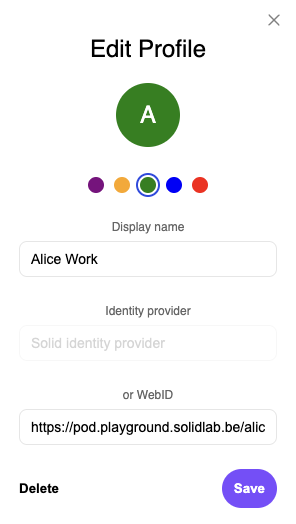 Edit Profile
A
Display name
Alice Work
Identity provider
Solid identity provider
or WebID
https://pod.playground.solidlab.be/alic
Delete
Save